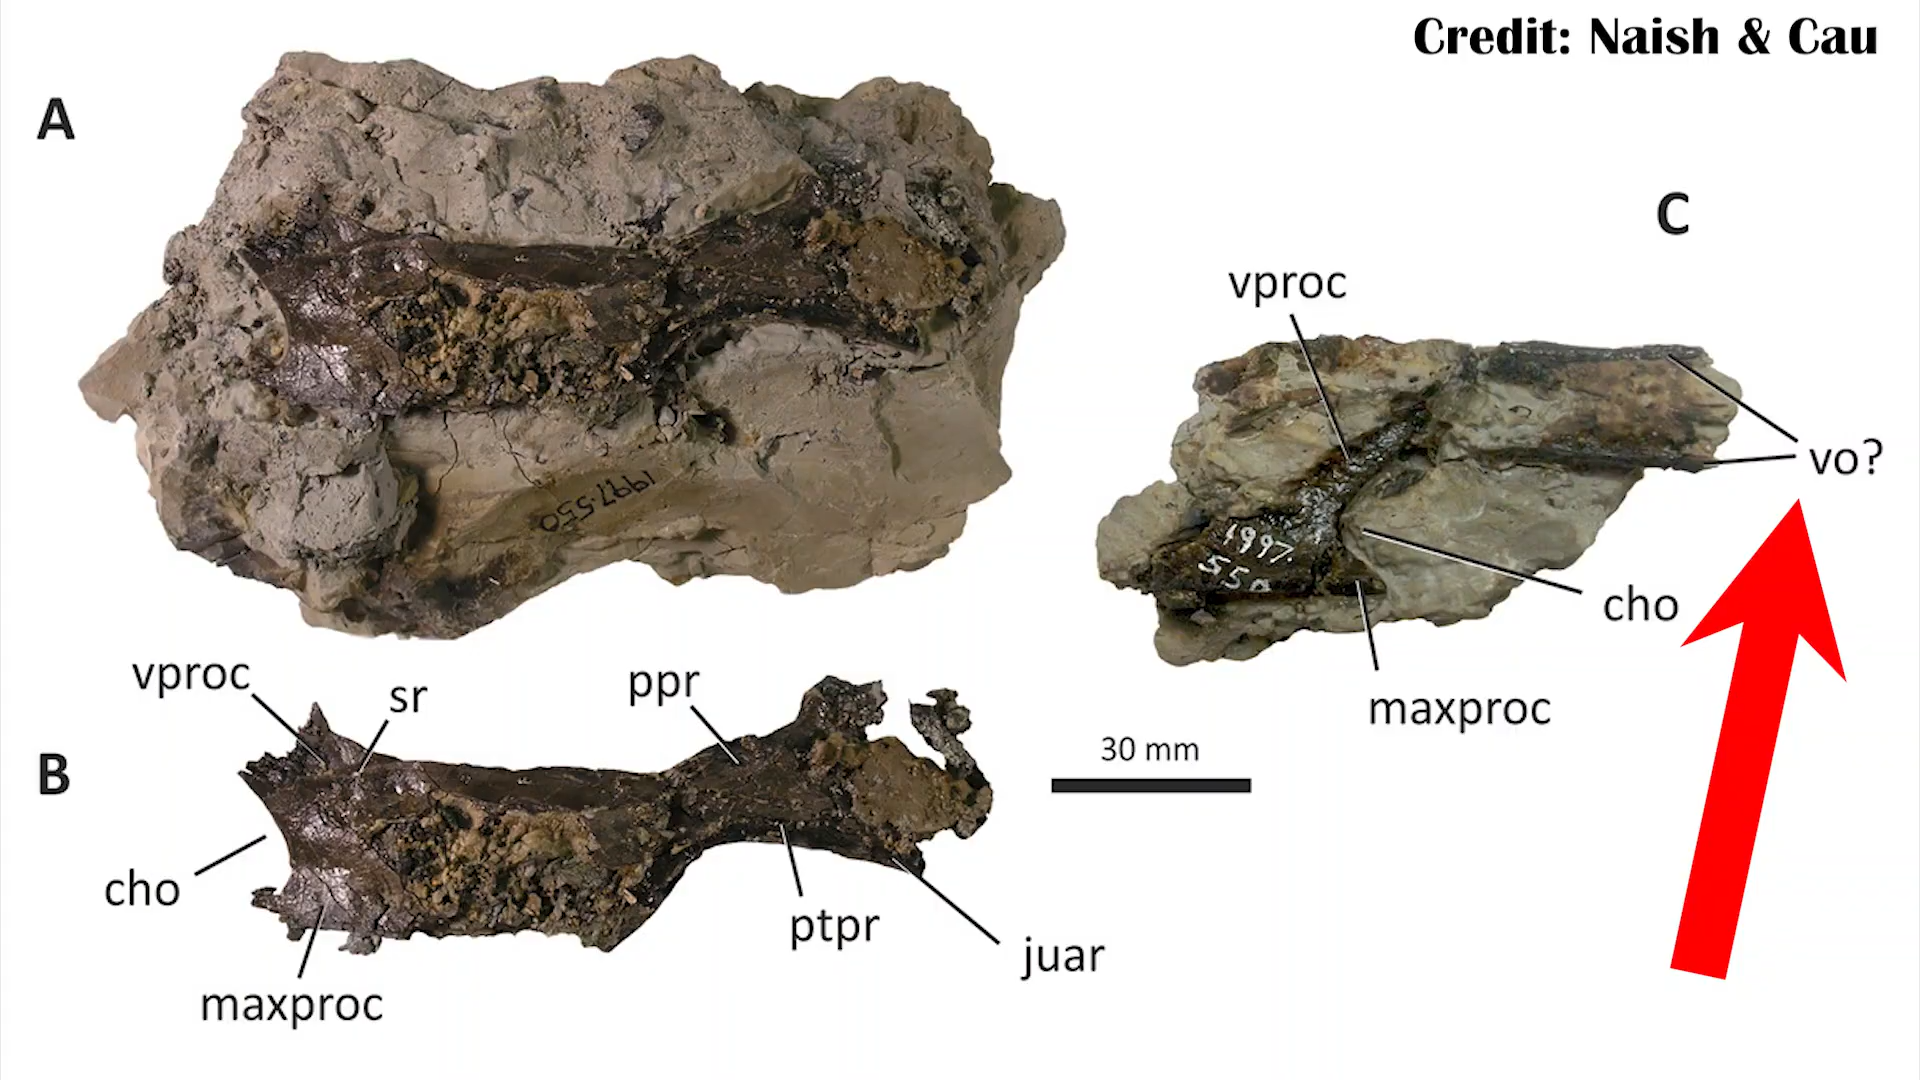 Credit: Naish & Cau
A
C
vproc
vo?
1997.550
1997.
550
cho
maxproc
30 mm
vproc
sr
ppr
B
cho
ptpr
juar
maxproc